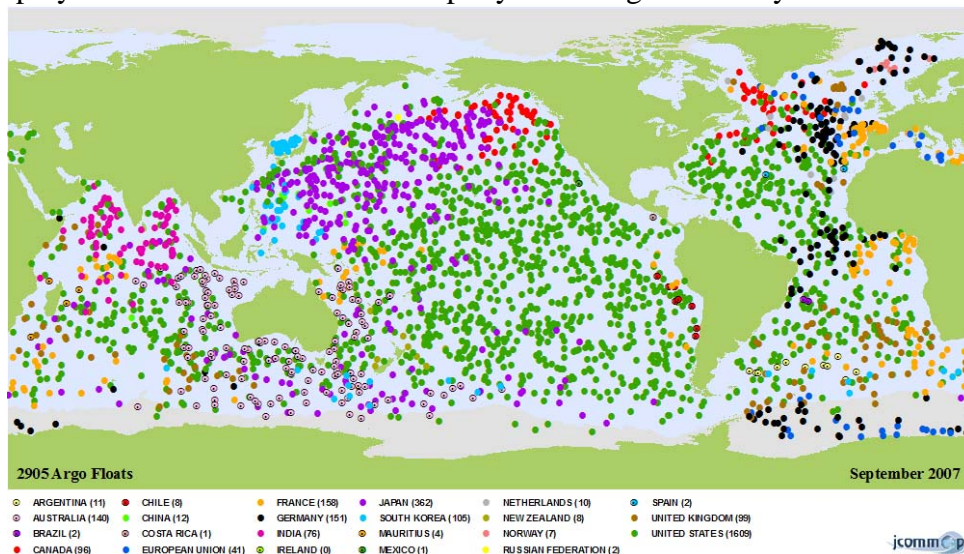 2905 Argo Floats
September 2007
ARGENTINA (11)
CHILE (8)
FRANCE (158)
JAPAN (362)
NETHERLANDS (10)
SPAIN (2)
AUSTRALIA (140)
CHINA (12)
GERMANY (151)
SOUTH KOREA (105)
NEW ZEALAND (8)
UNITED KINGDOM (99)
BRAZIL (2)
COSTA RICA (1)
INDIA (76)
MAURITIUS (4)
NORWAY (7)
UNITED STATES (1609)
CANADA (96)
EUROPEAN UNION (41)
IRELAND (0)
MEXICO (1)
RUSSIAN FEDERATION (2)